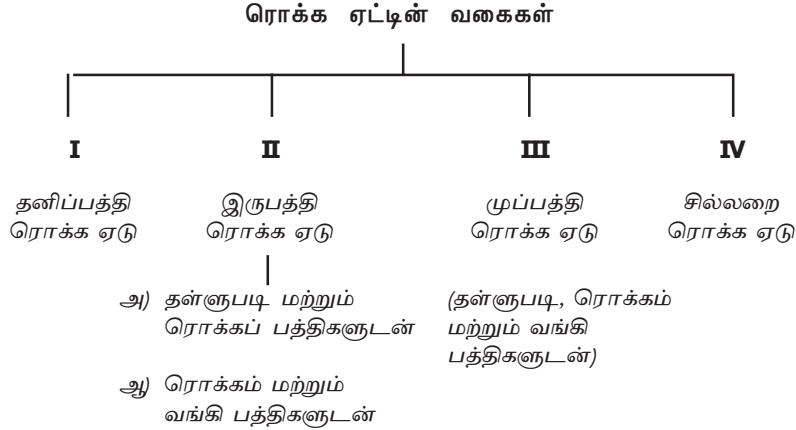 ரொக்க ஏட்டின் வகைகள்
I
II
III
IV
தனிப்பத்தி
ரொக்க ஏடு
இருபத்தி
ரொக்க ஏடு
முப்பத்தி
ரொக்க ஏடு
சில்லறை
ரொக்க ஏடு
அ) தள்ளுபடி மற்றும்
ரொக்கப் பத்திகளுடன்
ஆ) ரொக்கம் மற்றும்
வங்கி பத்திகளுடன்
(தள்ளுபடி, ரொக்கம்
மற்றும் வங்கி
பத்திகளுடன்)